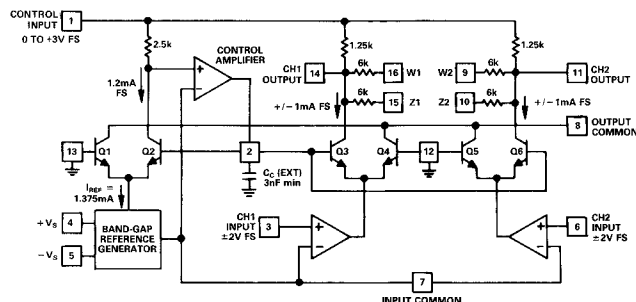 CONTROL
INPUT
1
0 TO +3V FS
2.5k
1.2mA
FS
CONTROL
AMPLIFIER
+
−
1.25k
6k
CH1
OUTPUT
14
16
W1
6k
15
Z1
+/−1mA FS
1.25k
6k
W2
9
11
CH2
OUTPUT
6k
Z2
10
+/−1mA FS
8
OUTPUT
COMMON
13
Q1
Q2
2
Q3
Q4
12
Q5
Q6
CC (EXT)
3nF min
IREF =
1.375mA
+VS
4
−VS
5
BAND-GAP
REFERENCE
GENERATOR
CH1
INPUT
±2V FS
3
+
−
+
−
6
CH2
INPUT
±2V FS
7
INPUT COMMON